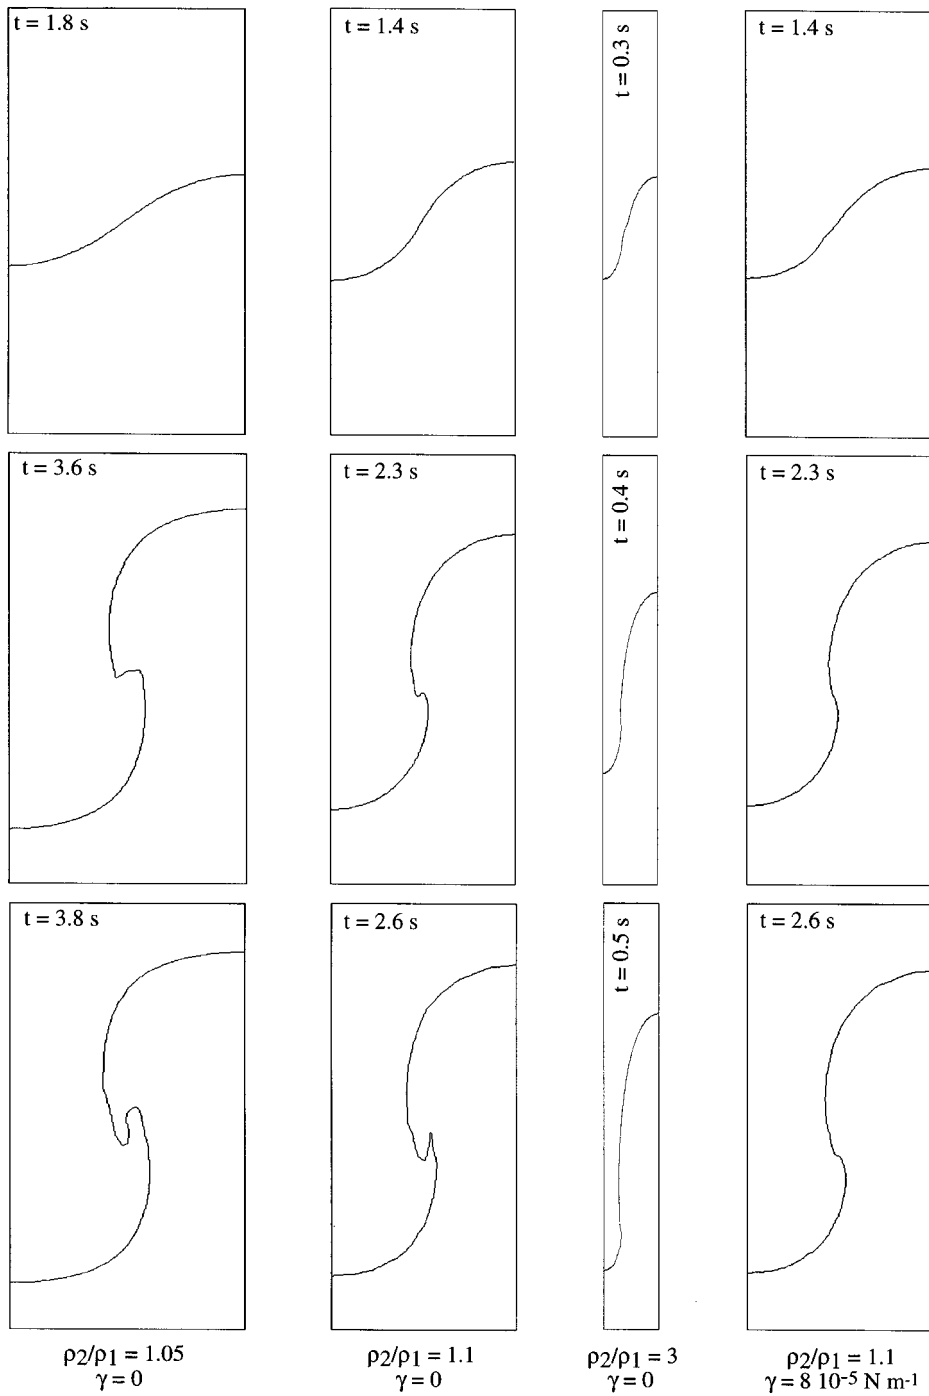 t = 1.8 s
t = 1.4 s
t = 0.3 s
t = 1.4 s
t = 3.6 s
t = 2.3 s
t = 0.4 s
t = 2.3 s
t = 3.8 s
t = 2.6 s
t = 0.5 s
t = 2.6 s
ρ2/ρ1 = 1.05
γ = 0
ρ2/ρ1 = 1.1
γ = 0
ρ2/ρ1 = 3
γ = 0
ρ2/ρ1 = 1.1
γ = 8 10⁻⁵ N m⁻¹